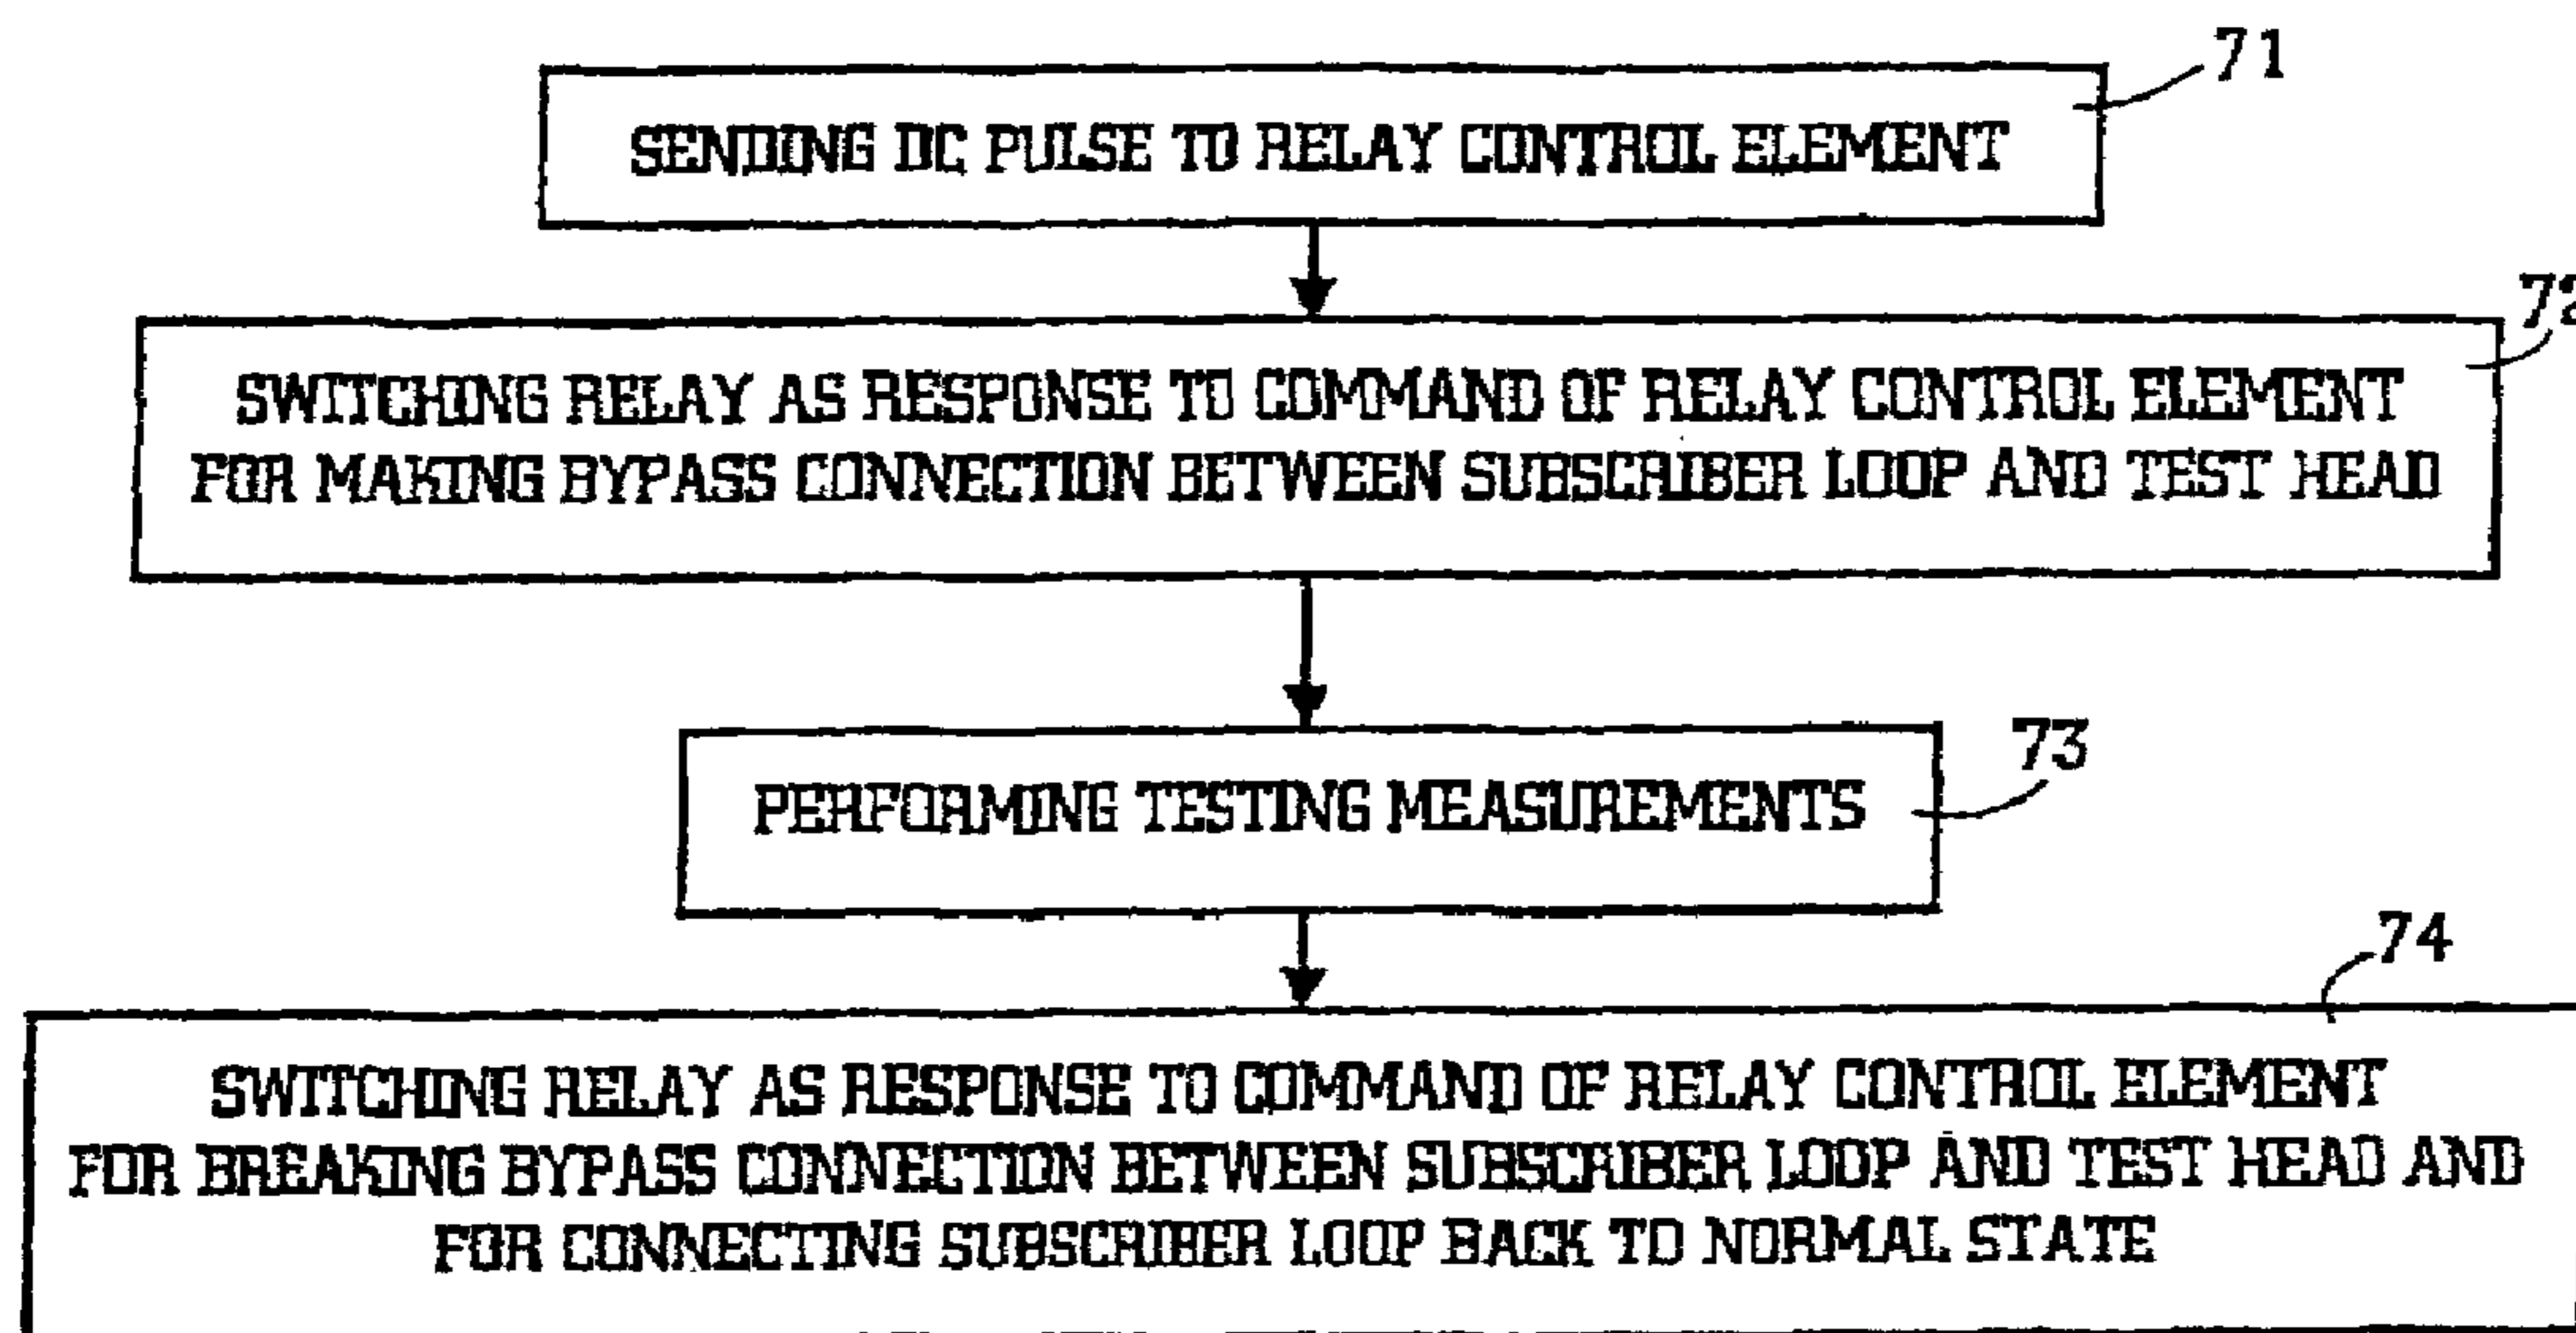 71
SENDING DC PULSE TO RELAY CONTROL ELEMENT
72
SWITCHING RELAY AS RESPONSE TO COMMAND OF RELAY CONTROL ELEMENT
FOR MAKING BYPASS CONNECTION BETWEEN SUBSCRIBER LOOP AND TEST HEAD
73
PERFORMING TESTING MEASUREMENTS
74
SWITCHING RELAY AS RESPONSE TO COMMAND OF RELAY CONTROL ELEMENT
FOR BREAKING BYPASS CONNECTION BETWEEN SUBSCRIBER LOOP AND TEST HEAD AND
FOR CONNECTING SUBSCRIBER LOOP BACK TO NORMAL STATE